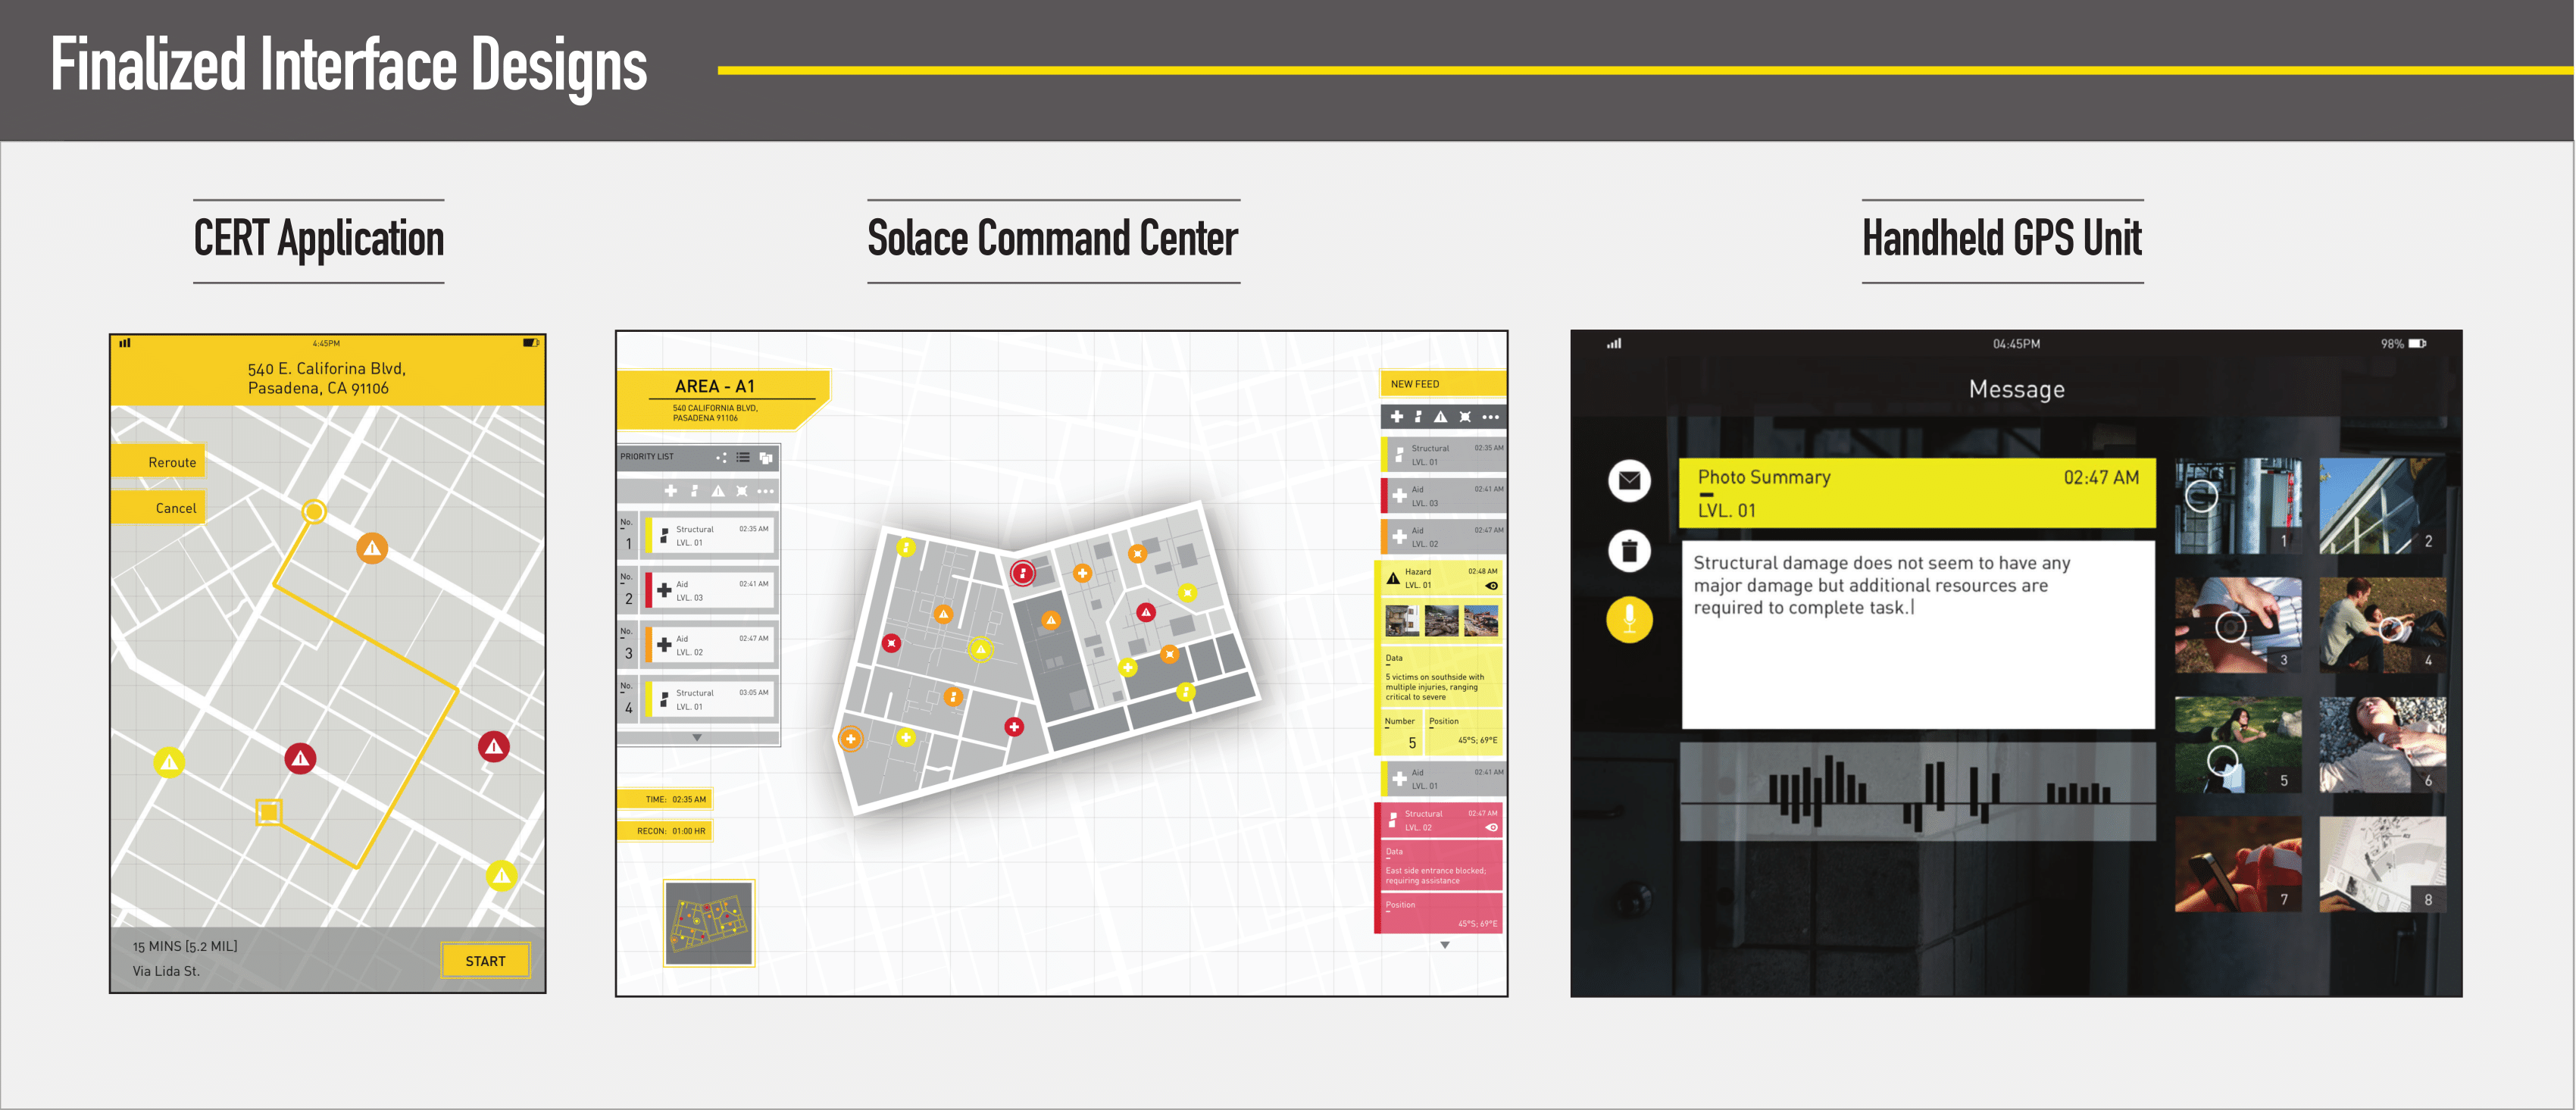 Finalized Interface Designs
CERT Application
4:45PM
540 E. Califorina Blvd,
Pasadena, CA 91106
Reroute
Cancel
15 MINS [5.2 MIL]
Via Lida St.
START
Solace Command Center
AREA - A1
540 CALIFORNIA BLVD,
PASADENA 91106
PRIORITY LIST
No.
1
Structural
02:35 AM
LVL. 01
No.
2
Aid
02:41 AM
LVL. 03
No.
3
Aid
02:47 AM
LVL. 02
No.
4
Structural
03.05 AM
LVL. 01
TIME: 02:35 AM
RECON: 01:00 HR
NEW FEED
Structural
02:35 AM
LVL. 01
Aid
02:41 AM
LVL. 03
Aid
02:47 AM
LVL. 02
Hazard
02:48 AM
LVL. 01
Data
5 victims on southside with
multiple injuries, ranging
critical to severe
Number
5
Position
45°S; 69°E
Aid
02:41 AM
LVL. 01
Structural
02:47 AM
LVL. 02
Data
East side entrance blocked;
requiring assistance
Position
45°S; 69°E
Handheld GPS Unit
04:45PM
98%
Message
Photo Summary
02:47 AM
LVL. 01
Structural damage does not seem to have any
major damage but additional resources are
required to complete task.
1
2
3
4
5
6
7
8